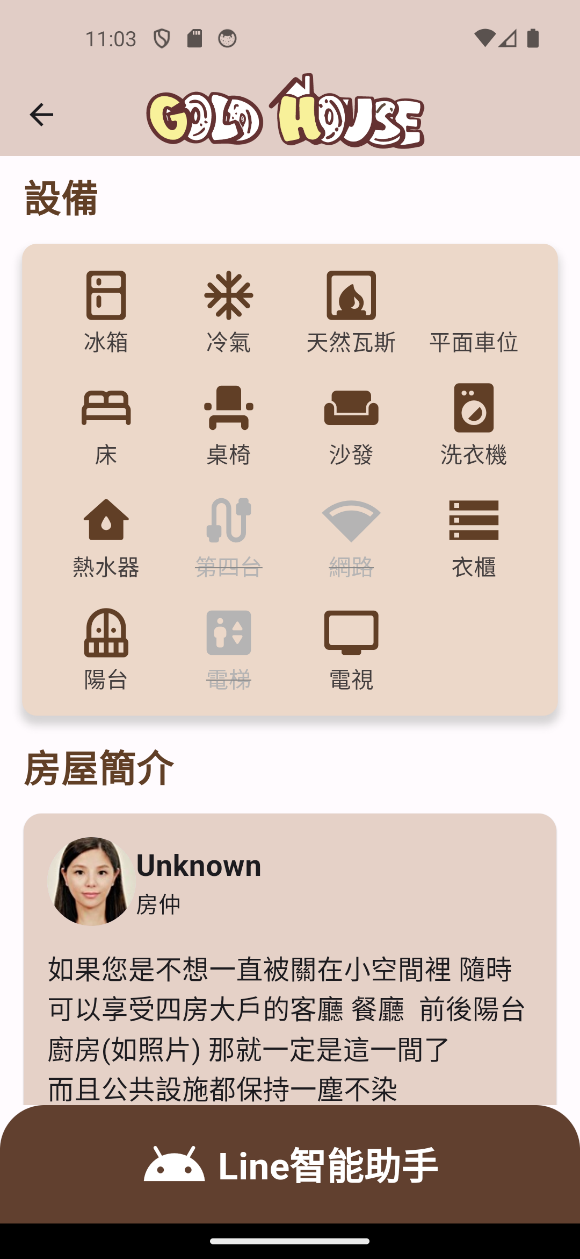 11:03
GOLD HOUSE
設備
冰箱 冷氣 天然瓦斯 平面車位
床 桌椅 沙發 洗衣機
熱水器 第四台 網路 衣櫃
陽台 電梯 電視
房屋簡介
Unknown
房仲
如果您是不想一直被關在小空間裡 隨時
可以享受四房大戶的客廳 餐廳  前後陽台
廚房(如照片) 那就一定是這一間了
而且公共設施都保持一塵不染
Line智能助手